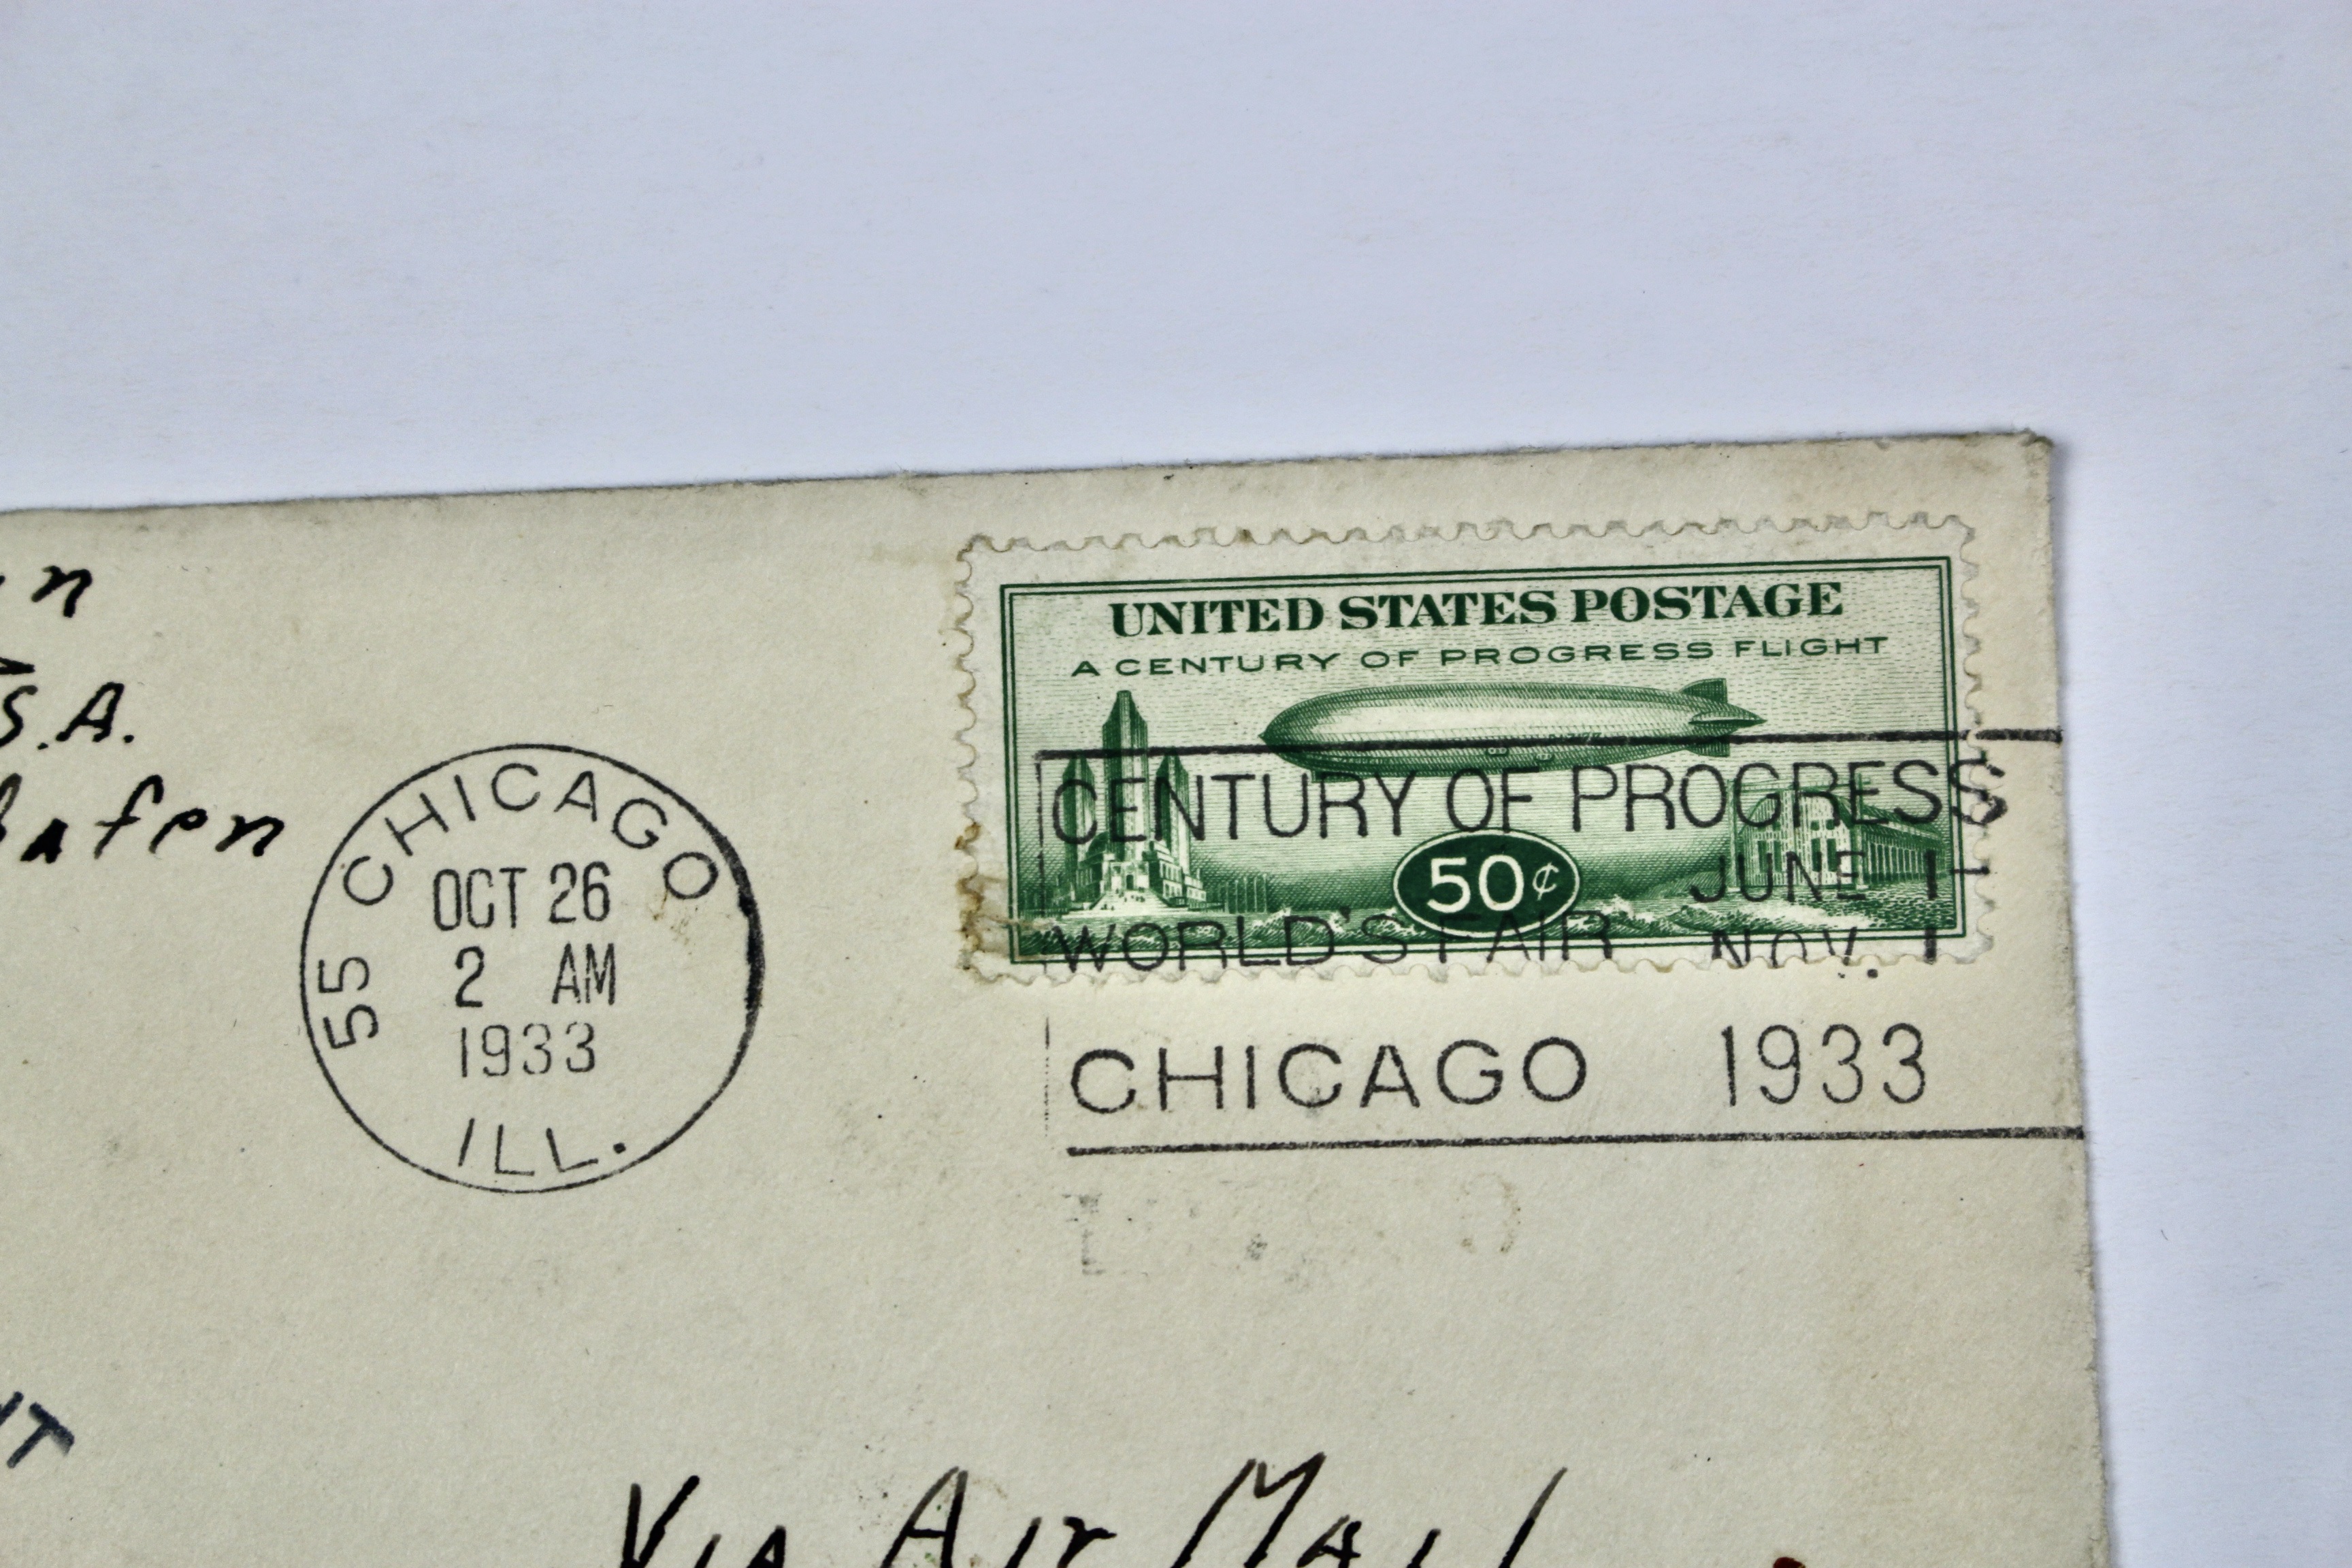 S.A.
55 CHICAGO
OCT 26
2 AM
1933
ILL.
UNITED STATES POSTAGE
A CENTURY OF PROGRESS FLIGHT
50¢
CENTURY OF PROGRESS
JUNE 1-
WORLD'S FAIR NOV. 1
CHICAGO 1933
Via Air Mail